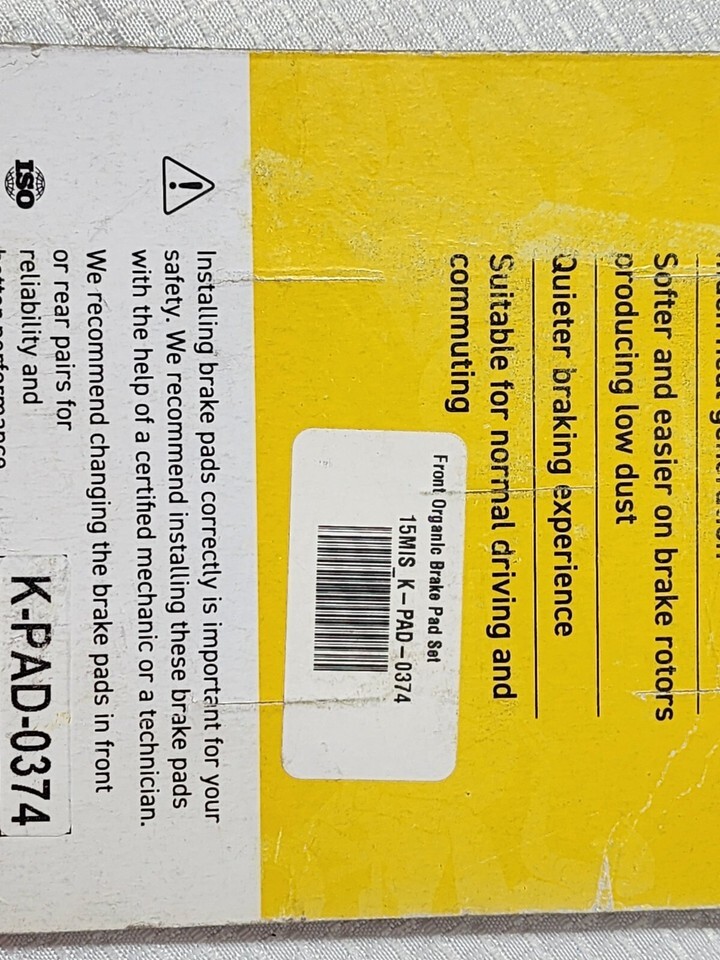 Softer and easier on brake rotors
producing low dust
Quieter braking experience
Suitable for normal driving and
commuting
Front Organic Brake Pad Set
15MIS_K-PAD-0374
Installing brake pads correctly is important for your
safety. We recommend installing these brake pads
with the help of a certified mechanic or a technician.
We recommend changing the brake pads in front
or rear pairs for
reliability and
ISO
K-PAD-0374